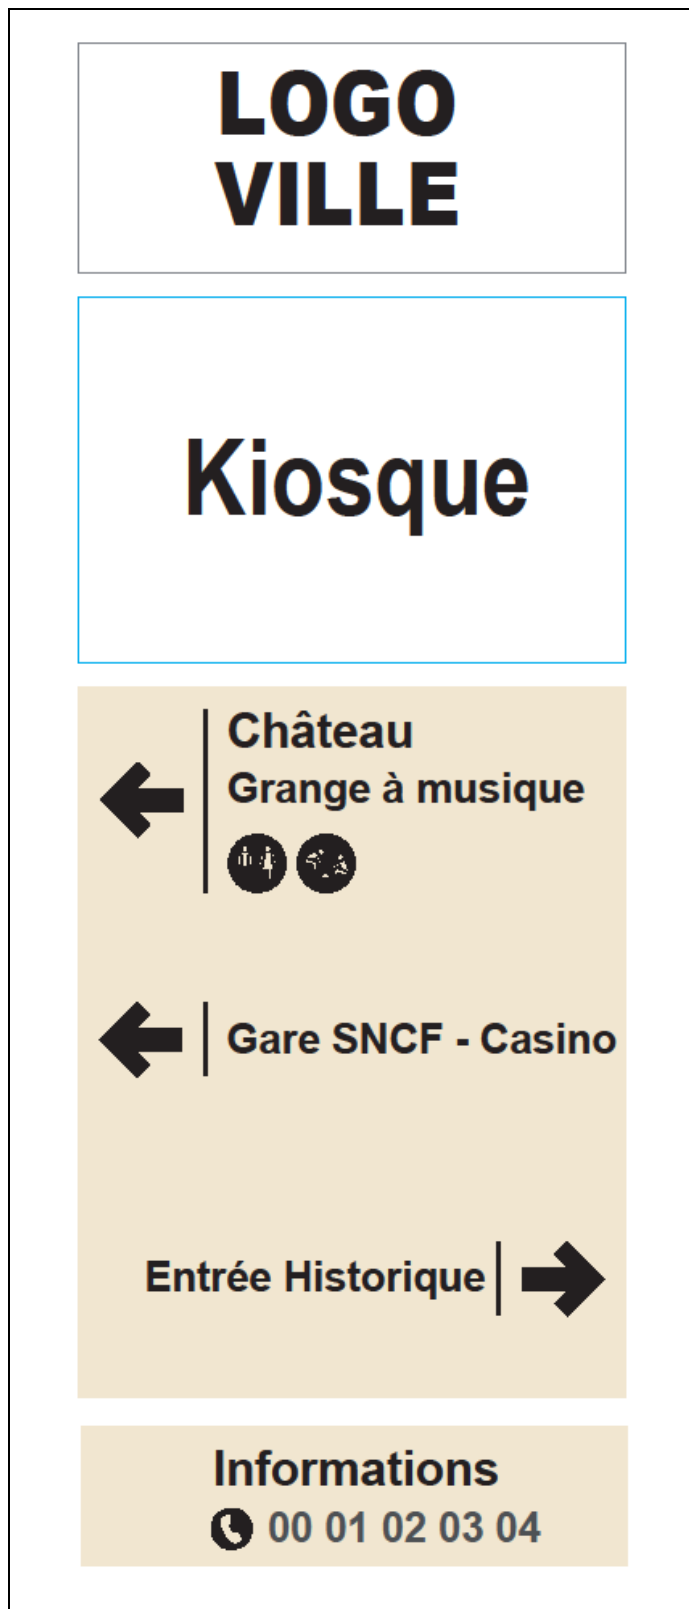 LOGO
VILLE
Kiosque
Château
Grange à musique
Gare SNCF - Casino
Entrée Historique
Informations
00 01 02 03 04